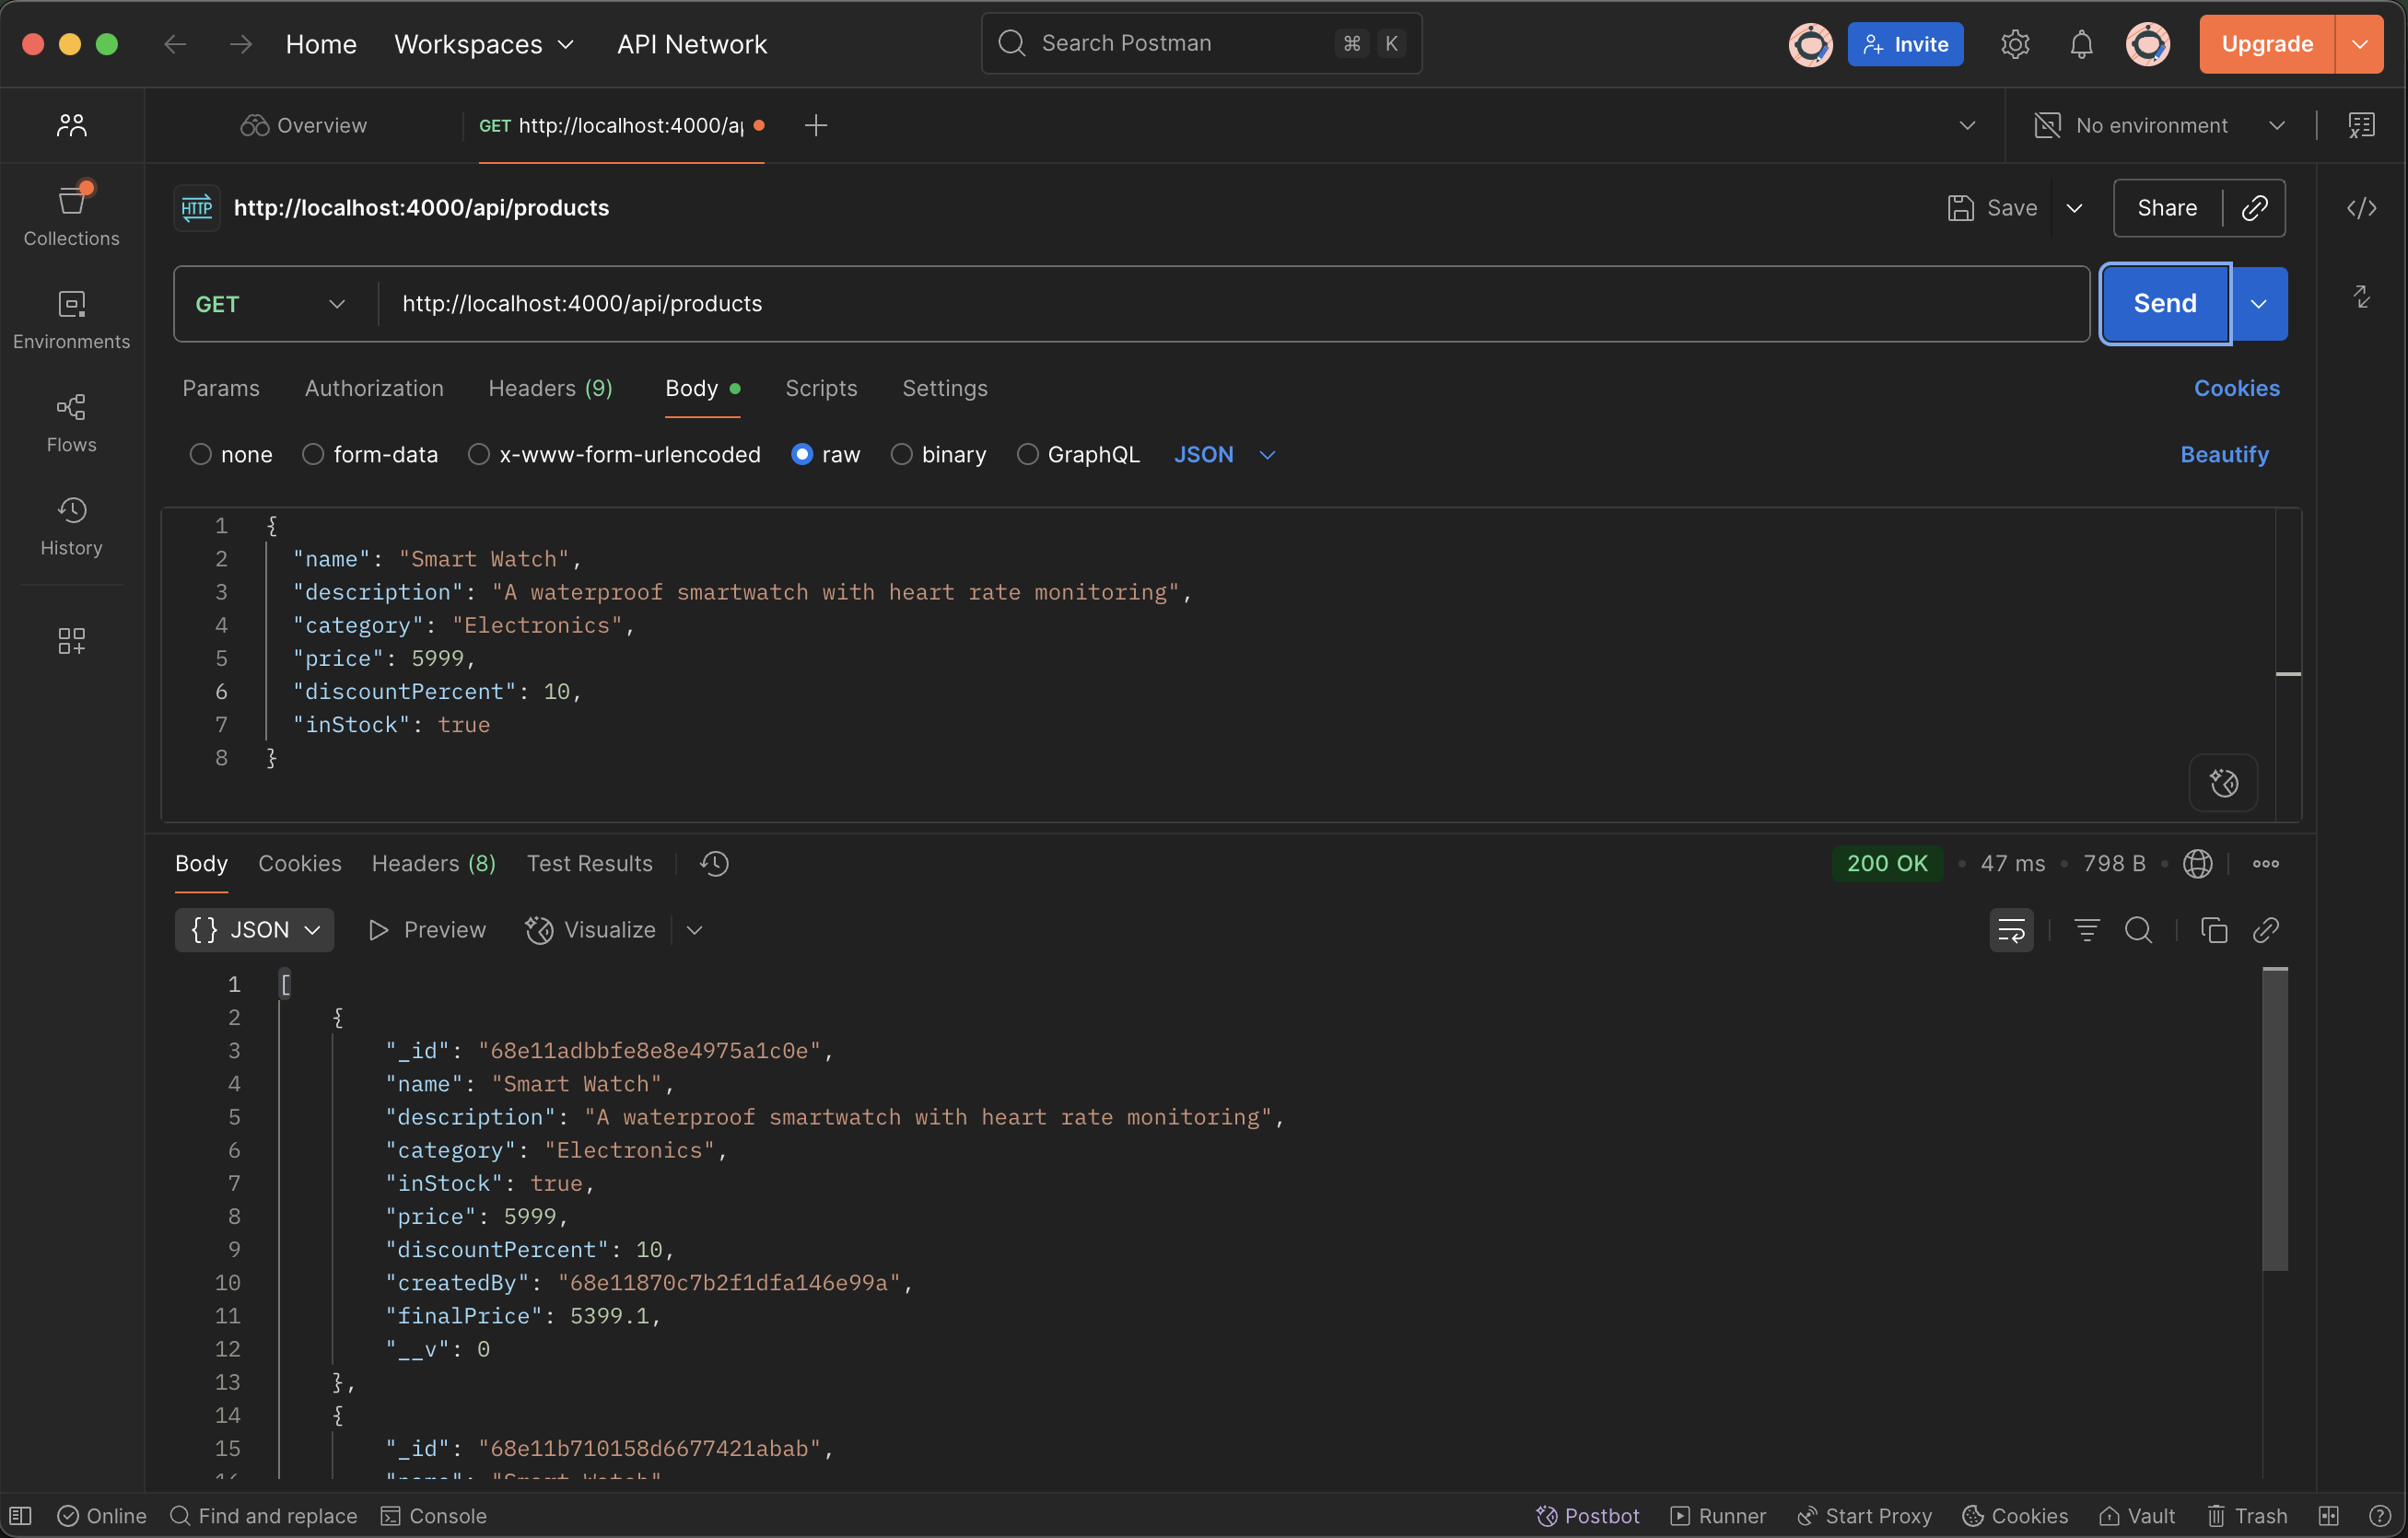 Home Workspaces API Network Search Postman ⌘ K Invite Upgrade
Overview GET http://localhost:4000/a + No environment
HTTP http://localhost:4000/api/products Save Share
Collections
GET http://localhost:4000/api/products Send
Environments
Params Authorization Headers (9) Body Scripts Settings Cookies
Flows
none form-data x-www-form-urlencoded raw binary GraphQL JSON Beautify
History
1 {
2 "name": "Smart Watch",
3 "description": "A waterproof smartwatch with heart rate monitoring",
4 "category": "Electronics",
5 "price": 5999,
6 "discountPercent": 10,
7 "inStock": true
8 }
Body Cookies Headers (8) Test Results 200 OK • 47 ms • 798 B
{} JSON Preview Visualize
1 [
2 {
3 "_id": "68e11adbbfe8e8e4975a1c0e",
4 "name": "Smart Watch",
5 "description": "A waterproof smartwatch with heart rate monitoring",
6 "category": "Electronics",
7 "inStock": true,
8 "price": 5999,
9 "discountPercent": 10,
10 "createdBy": "68e11870c7b2f1dfa146e99a",
11 "finalPrice": 5399.1,
12 "__v": 0
13 },
14 {
15 "_id": "68e11b710158d6677421abab",
16 "name": "Smart Watch"
Online Find and replace Console Postbot Runner Start Proxy Cookies Vault Trash